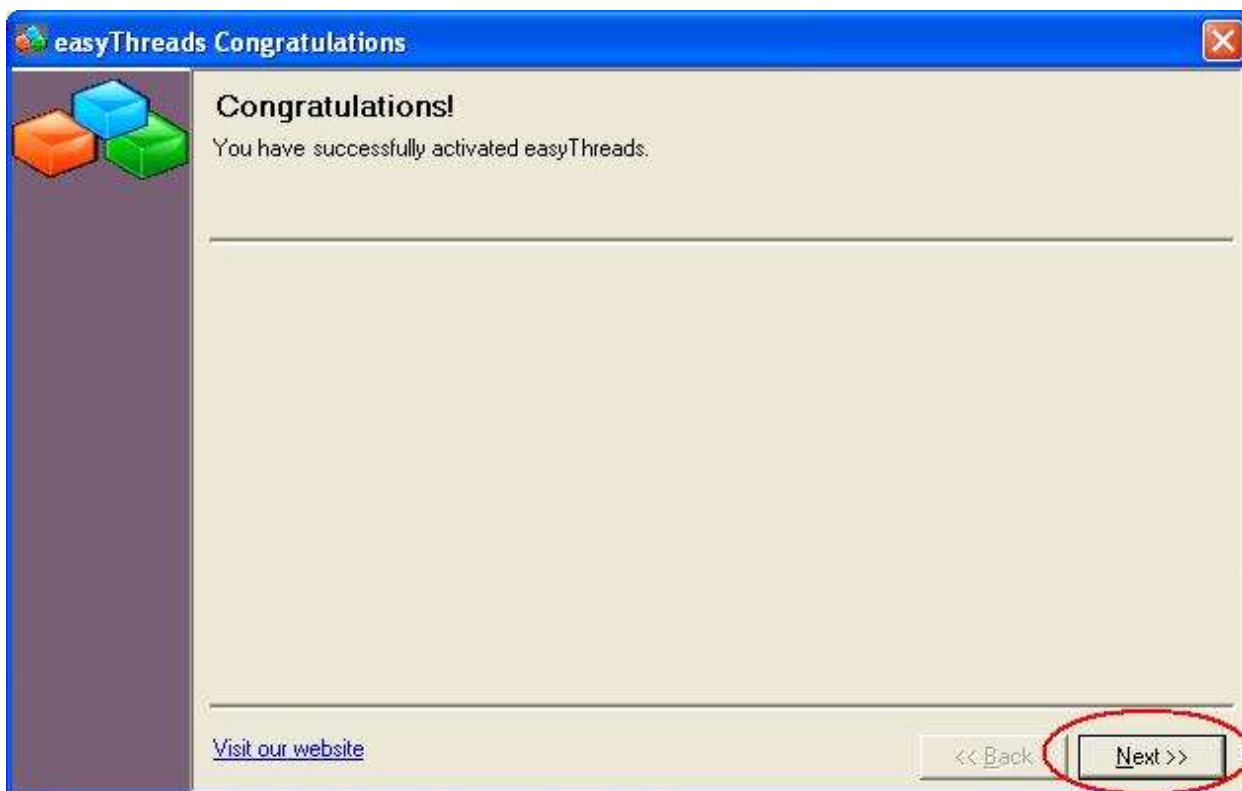 easyThreads Congratulations
Congratulations!
You have successfully activated easyThreads.
Visit our website
<< Back
Next >>